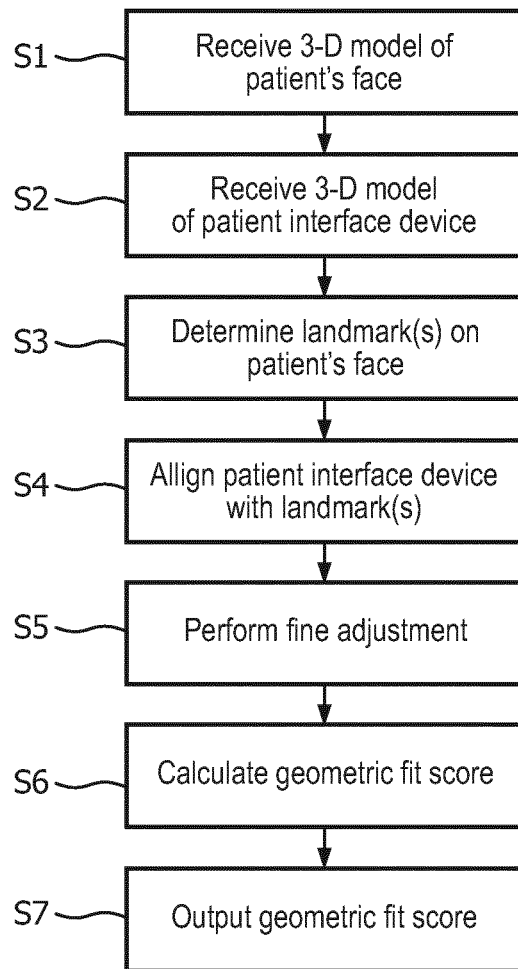 S1
Receive 3-D model of
patient's face
S2
Receive 3-D model
of patient interface device
S3
Determine landmark(s) on
patient's face
S4
Allign patient interface device
with landmark(s)
S5
Perform fine adjustment
S6
Calculate geometric fit score
S7
Output geometric fit score